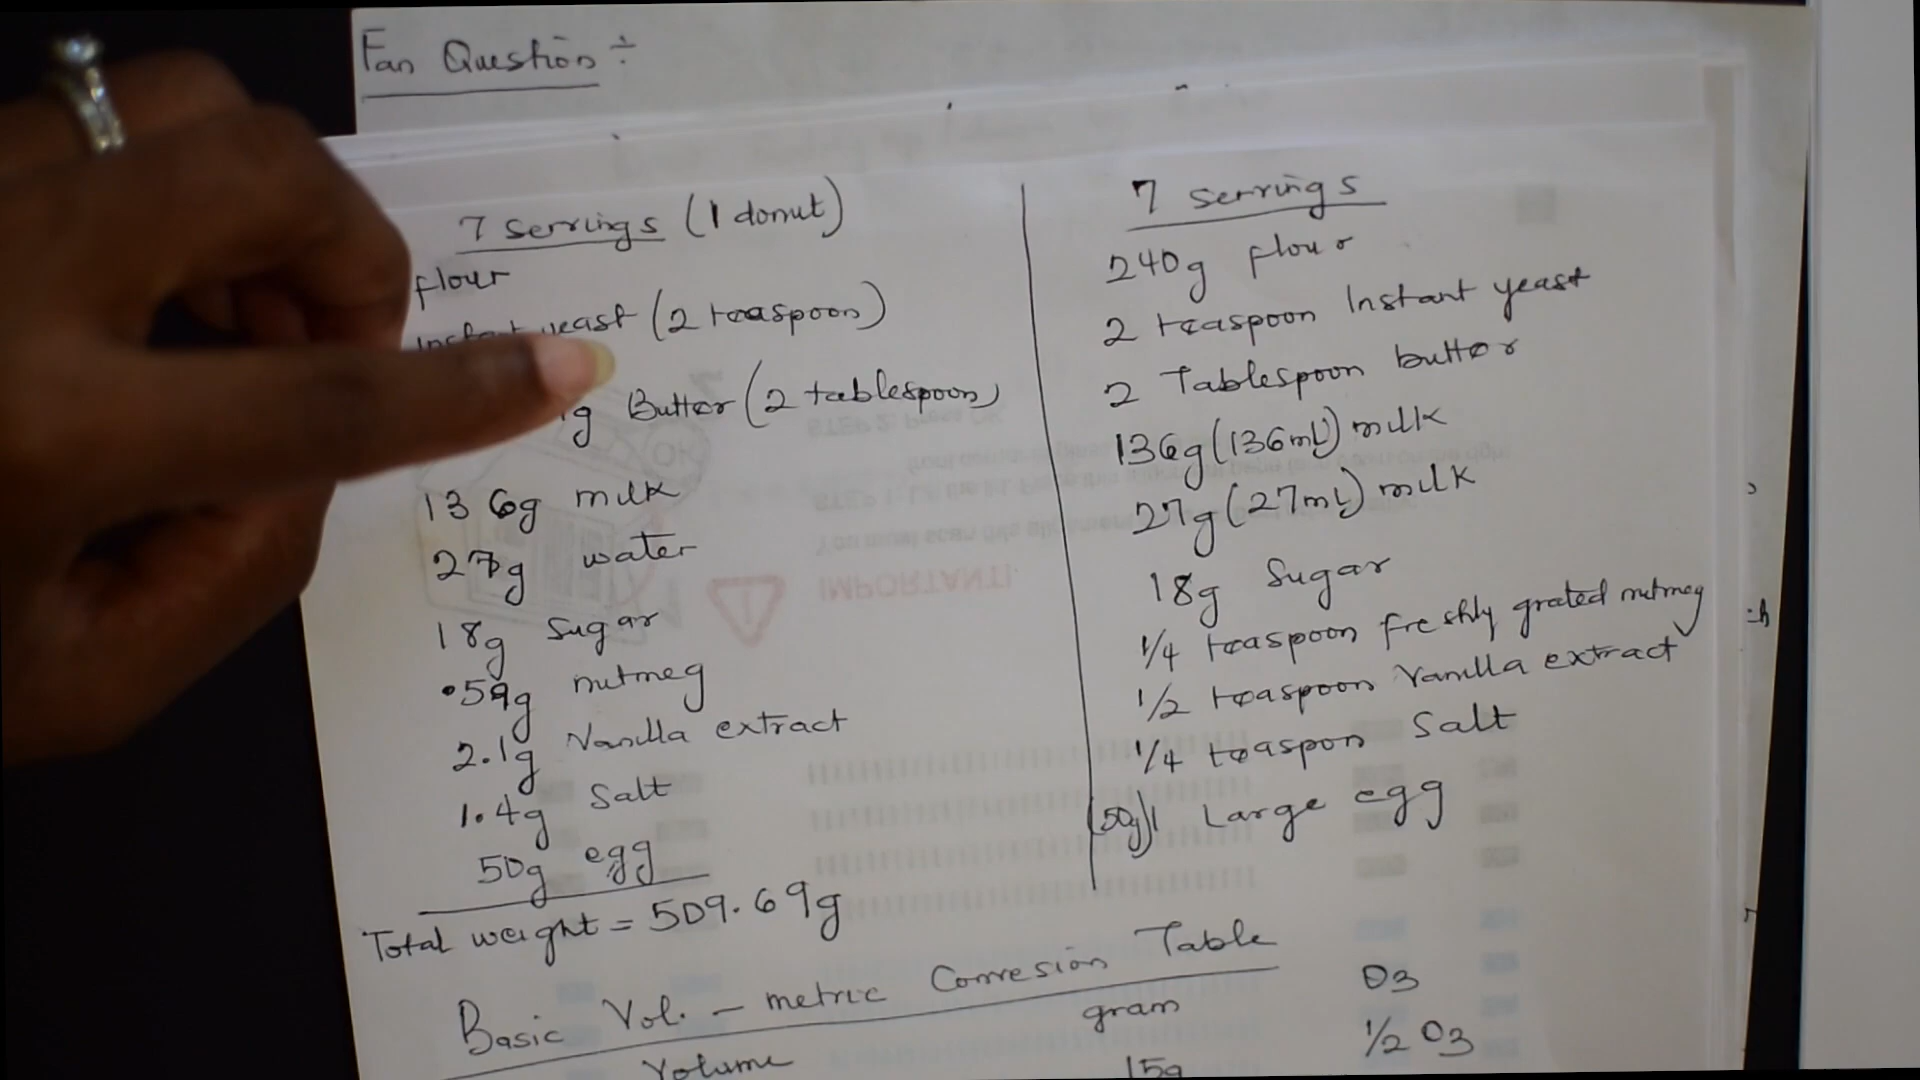 Fan Question ÷
7 servings (1 donut)
flour
Instant yeast (2 teaspoon)
g Butter (2 tablespoon)
136g milk
27g water
18g Sugar
.59g nutmeg
2.1g Vanilla extract
1.4g Salt
50g egg
Total weight = 509.69g
7 servings
240g flour
2 teaspoon Instant yeast
2 Tablespoon butter
136g (136ml) milk
27g (27ml) milk
18g Sugar
1/4 teaspoon freshly grated nutmeg
1/2 teaspoon Vanilla extract
1/4 teaspon Salt
(50g) 1 Large egg
Basic Vol. - metric Conversion Table
Volume gram Oz
15g 1/2 Oz